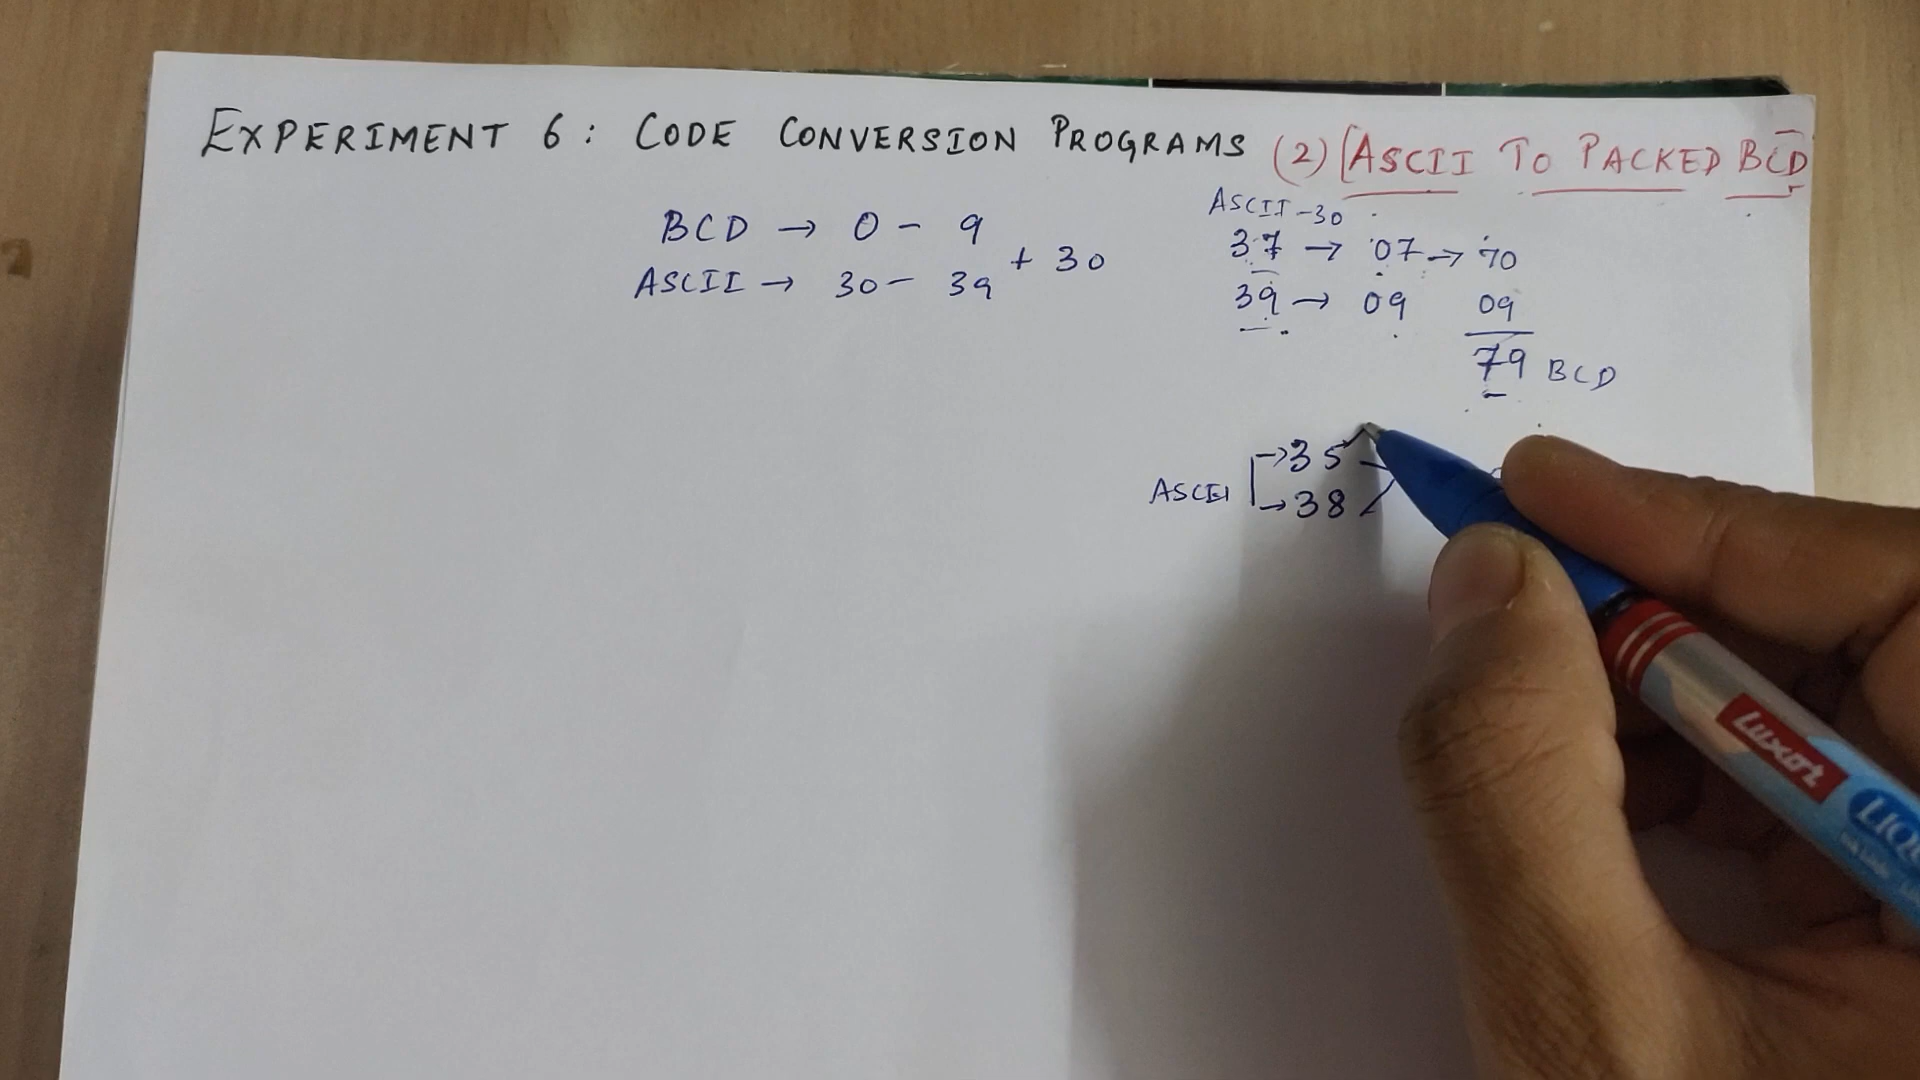 EXPERIMENT 6 : CODE CONVERSION PROGRAMS (2) [ASCII TO PACKED BCD
BCD → 0 - 9
ASCII → 30 - 39
+ 30
ASCII -30
37 → 07 → 70
39 → 09 09
79 BCD
ASCII → 35
→ 38
Luxor